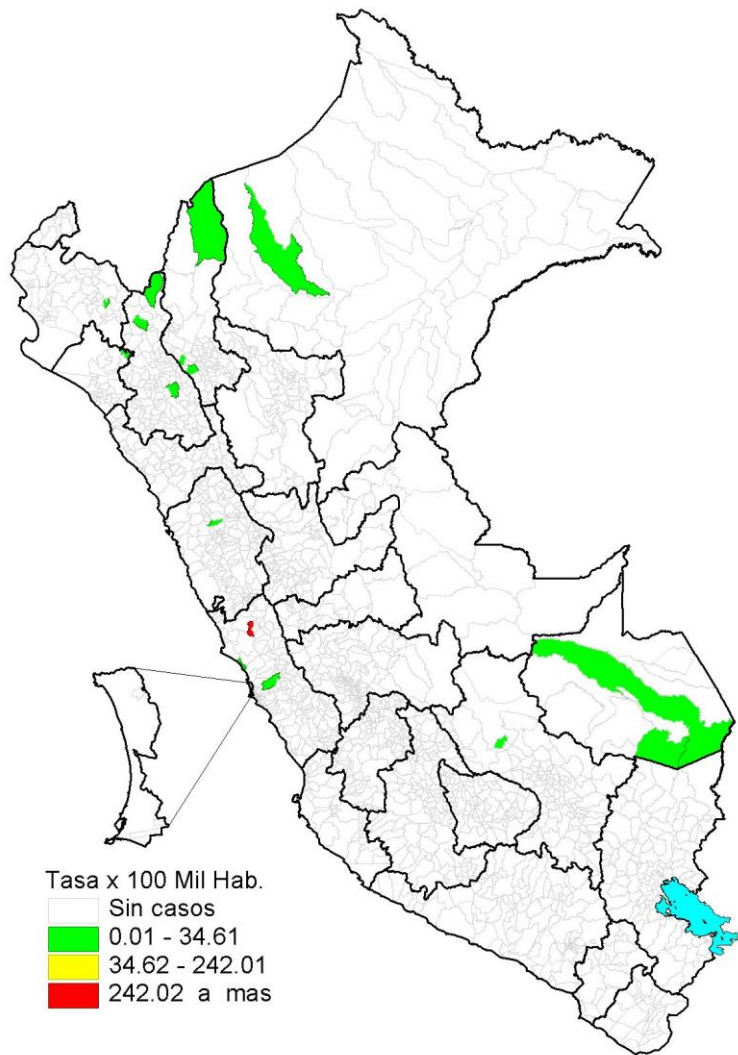 Tasa x 100 Mil Hab.
Sin casos
0.01 - 34.61
34.62 - 242.01
242.02 a mas